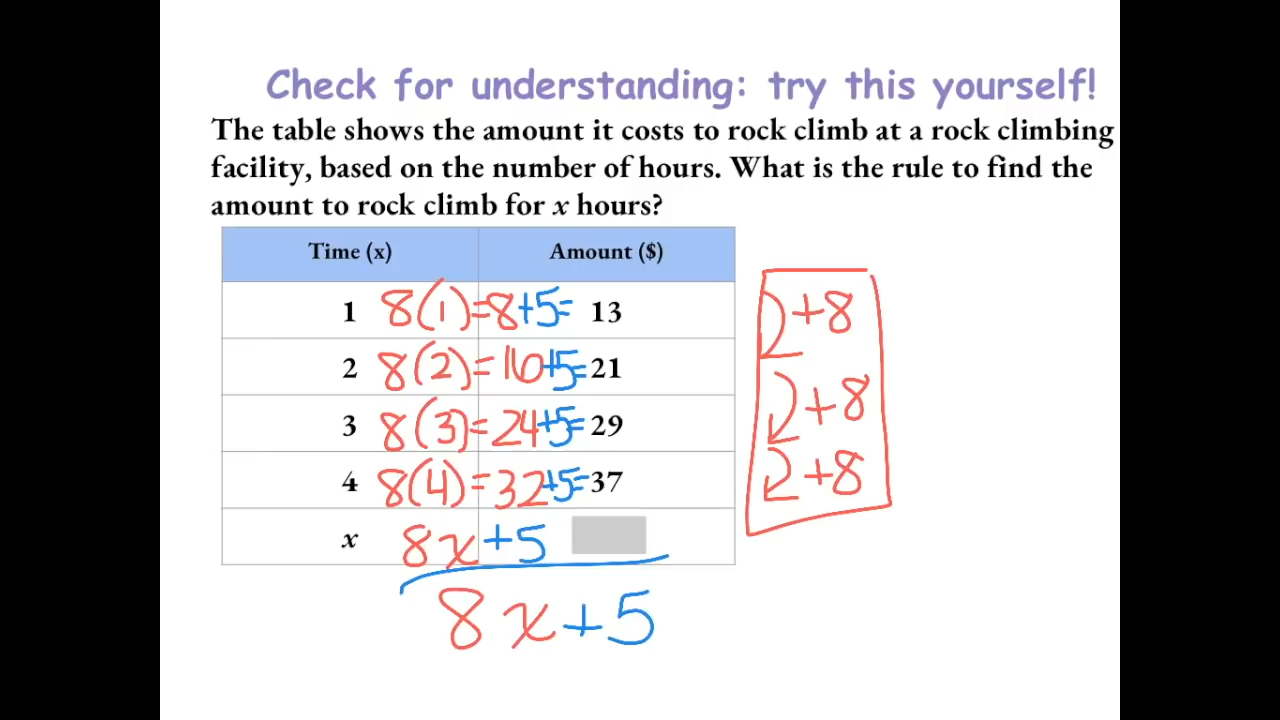 Check for understanding: try this yourself!
The table shows the amount it costs to rock climb at a rock climbing
facility, based on the number of hours. What is the rule to find the
amount to rock climb for x hours?
Time (x) Amount ($)
1 8(1)=8+5= 13
+8
2 8(2)=16+5= 21
+8
3 8(3)=24+5= 29
+8
4 8(4)=32+5= 37
x 8x+5
8x+5